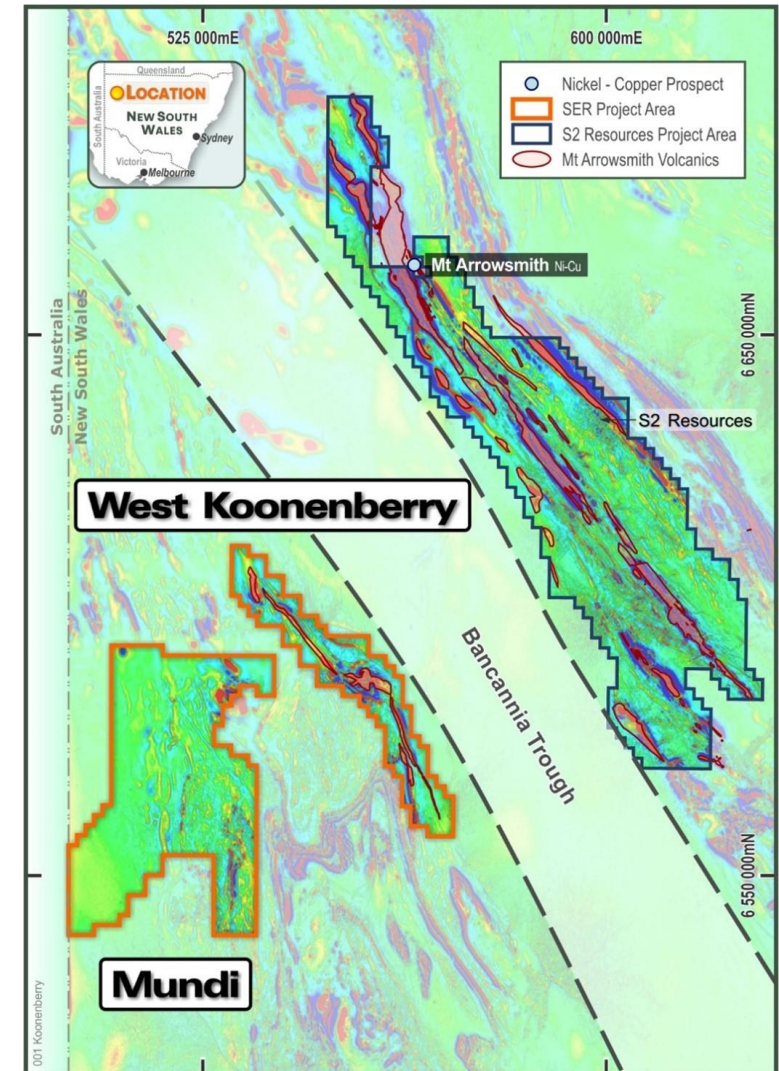 525 000mE
600 000mE
Queensland
LOCATION
South Australia
NEW SOUTH
WALES
Sydney
Victoria
Melbourne
Nickel - Copper Prospect
SER Project Area
S2 Resources Project Area
Mt Arrowsmith Volcanics
Mt Arrowsmith Ni-Cu
South Australia
New South Wales
6 650 000mN
S2 Resources
West Koonenberry
Bancannia Trough
6 550 000mN
Mundi
001 Koonenberry